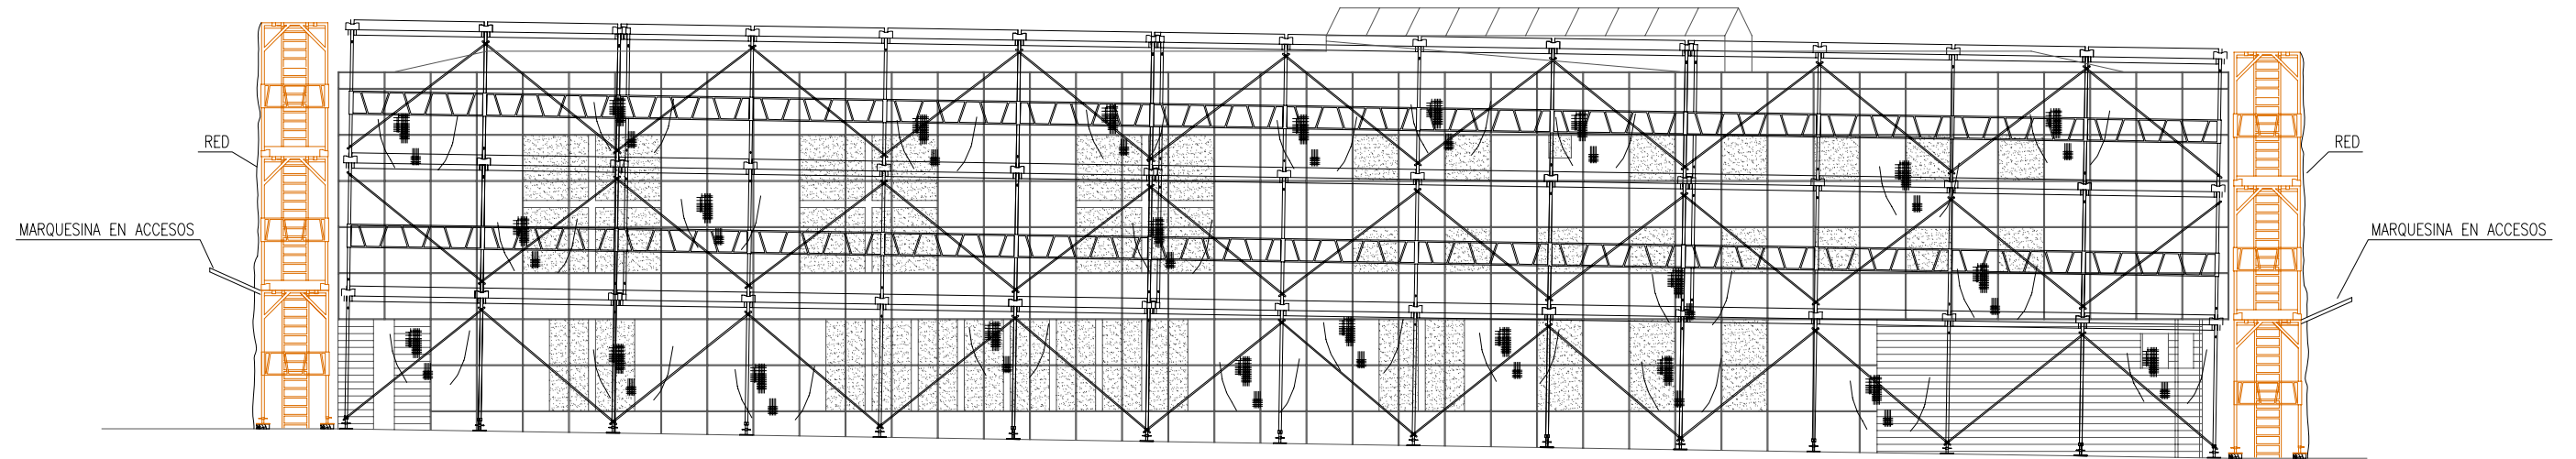 RED
RED
MARQUESINA EN ACCESOS
MARQUESINA EN ACCESOS